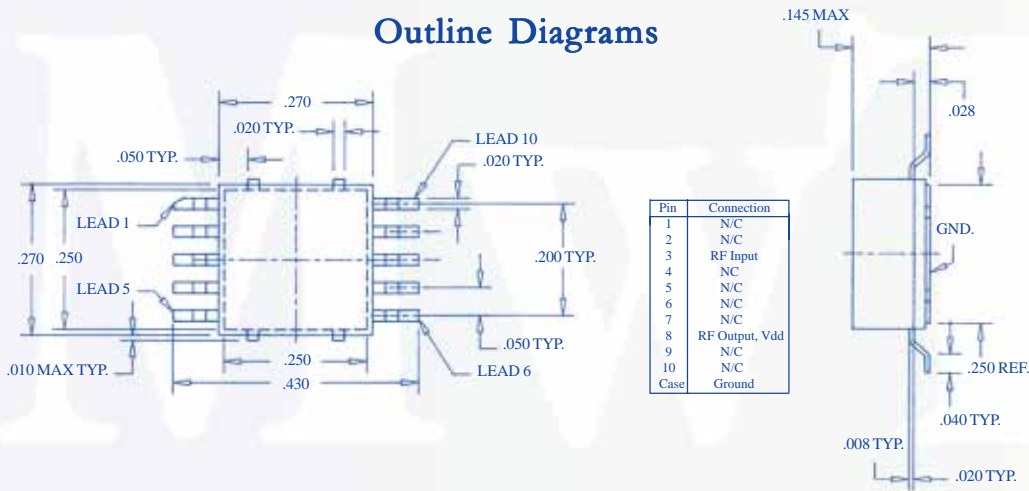 Outline Diagrams
.145 MAX
.270
.028
.020 TYP.
LEAD 10
.050 TYP.
.020 TYP.
LEAD 1
.270
.250
.200 TYP.
LEAD 5
.050 TYP.
.010 MAX TYP.
.250
LEAD 6
.430
Pin Connection
1 N/C
2 N/C
3 RF Input
4 NC
5 N/C
6 N/C
7 N/C
8 RF Output, Vdd
9 N/C
10 N/C
Case Ground
GND.
.250 REF.
.040 TYP.
.008 TYP.
.020 TYP.